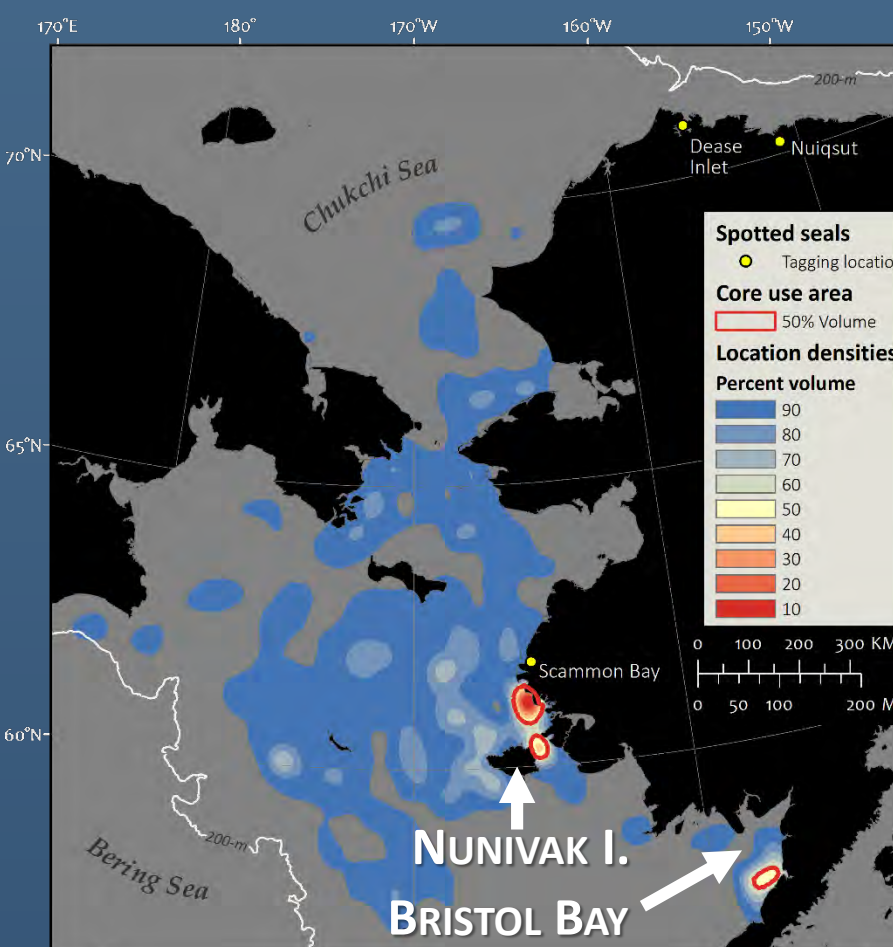 170°E
180°
170°W
160°W
150°W
200-m
70°N
Chukchi Sea
Dease
Inlet
Nuiqsut
Spotted seals
Tagging locatio
Core use area
50% Volume
Location densities
Percent volume
90
80
70
60
50
40
30
20
10
65°N
0 100 200 300 KM
0 50 100 200 M
Scammon Bay
60°N
200-m
Bering Sea
NUNIVAK I.
BRISTOL BAY